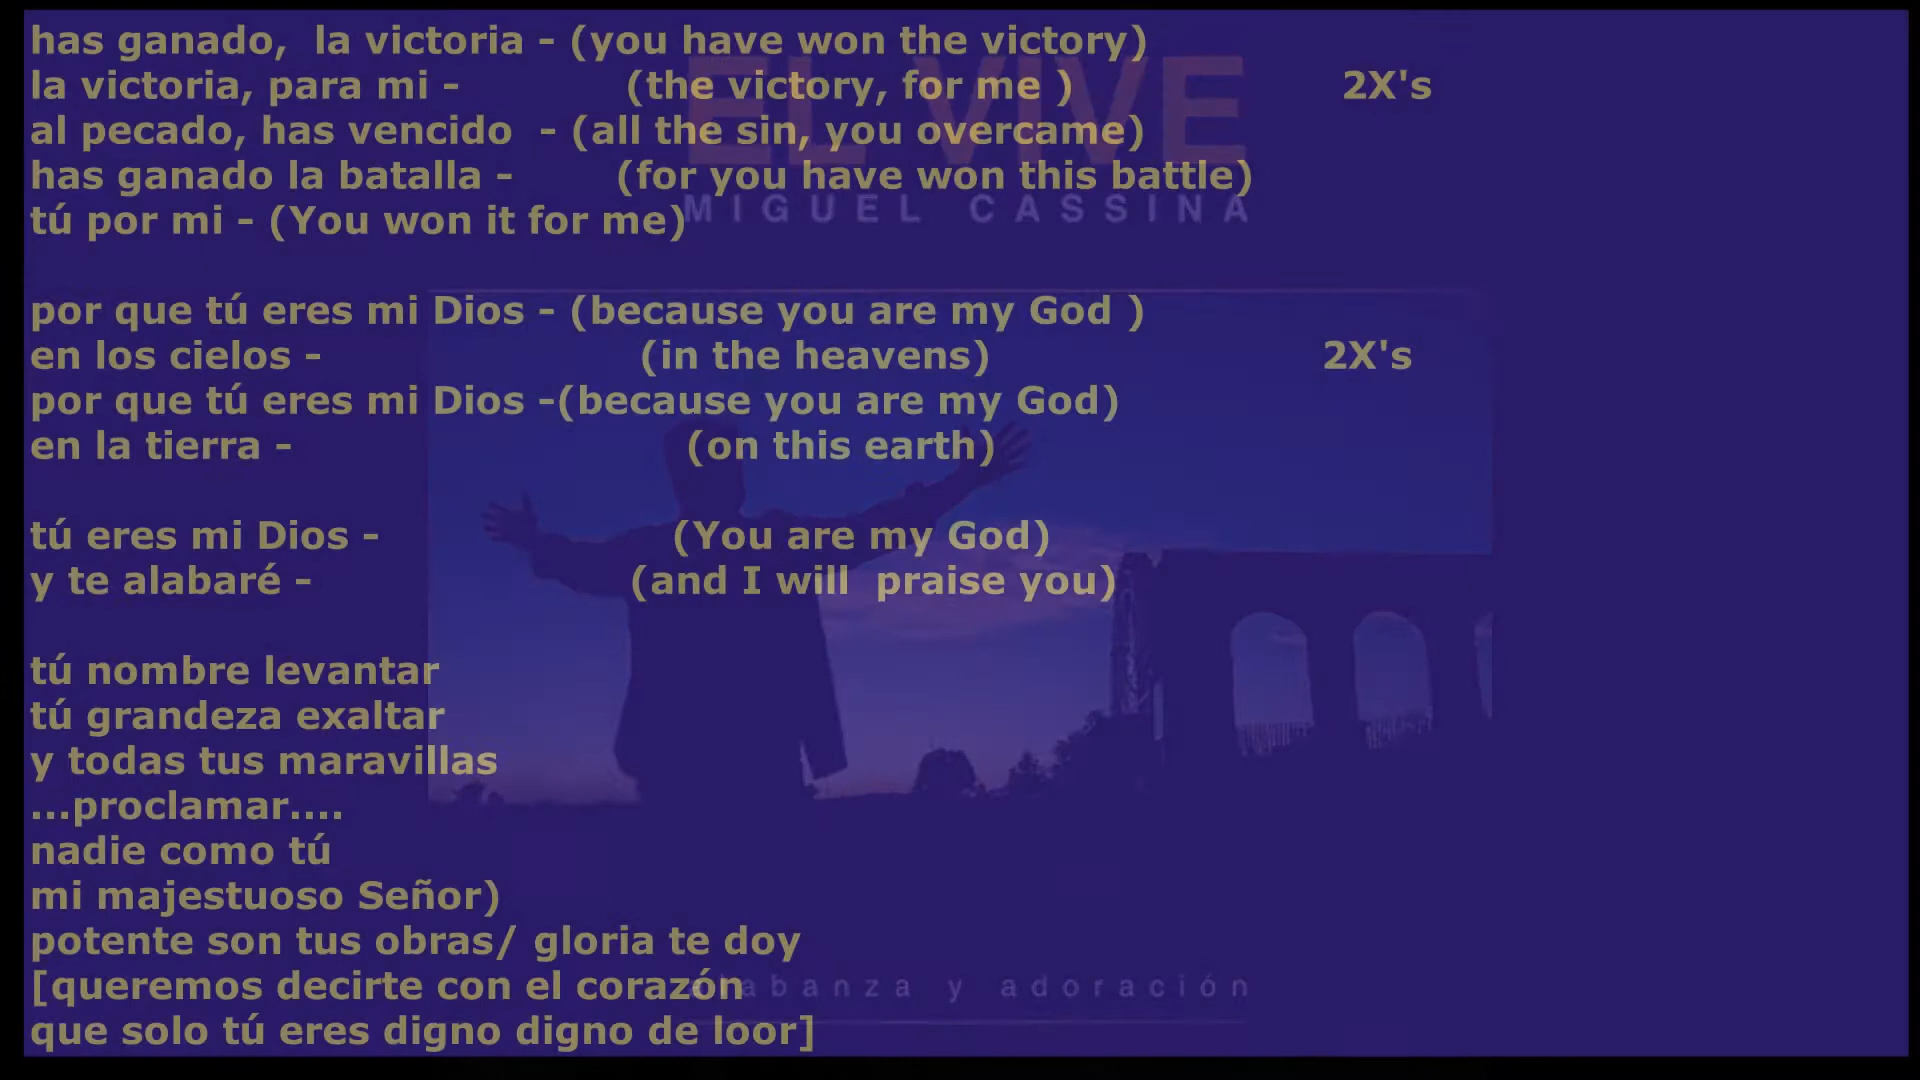 has ganado,  la victoria - (you have won the victory)
la victoria, para mi - (the victory, for me ) 2X's
al pecado, has vencido  - (all the sin, you overcame)
has ganado la batalla - (for you have won this battle)
tú por mi - (You won it for me)
EL VIVE
MIGUEL CASSINA
por que tú eres mi Dios - (because you are my God )
en los cielos - (in the heavens) 2X's
por que tú eres mi Dios -(because you are my God)
en la tierra - (on this earth)
tú eres mi Dios - (You are my God)
y te alabaré - (and I will  praise you)
tú nombre levantar
tú grandeza exaltar
y todas tus maravillas
...proclamar....
nadie como tú
mi majestuoso Señor)
potente son tus obras/ gloria te doy
[queremos decirte con el corazón
alabanza y adoración
que solo tú eres digno digno de loor]